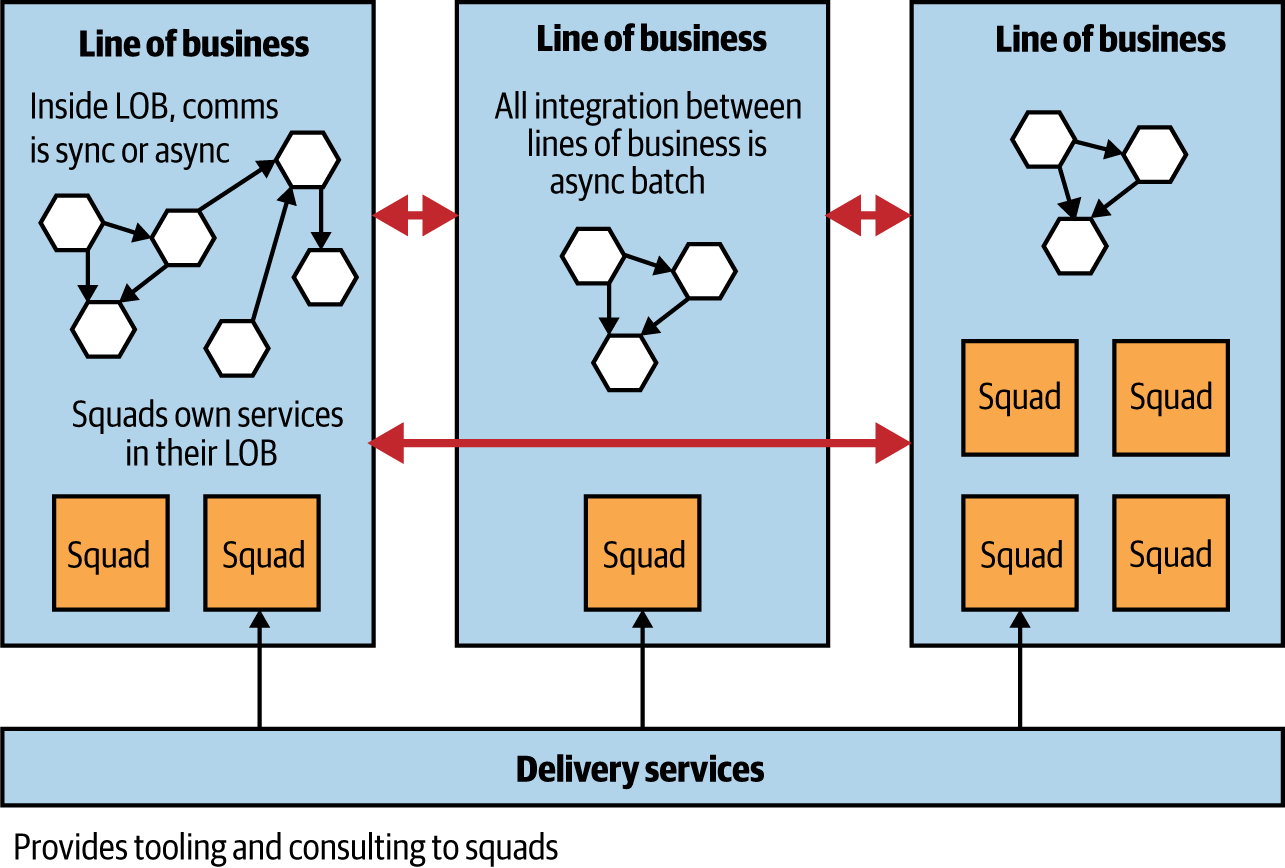 Line of business
Inside LOB, comms
is sync or async
Squads own services
in their LOB
Squad
Squad
Line of business
All integration between
lines of business is
async batch
Squad
Line of business
Squad
Squad
Squad
Squad
Delivery services
Provides tooling and consulting to squads